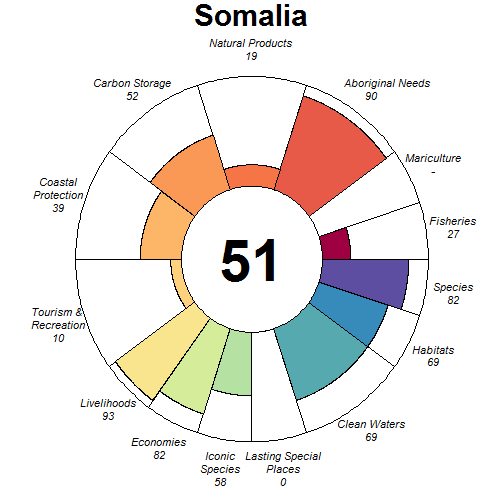 Somalia
Natural Products
19
Aboriginal Needs
90
Mariculture
-
Fisheries
27
Species
82
Habitats
69
Clean Waters
69
Lasting Special
Places
0
Iconic
Species
58
Economies
82
Livelihoods
93
Tourism &
Recreation
10
Coastal
Protection
39
Carbon Storage
52
51